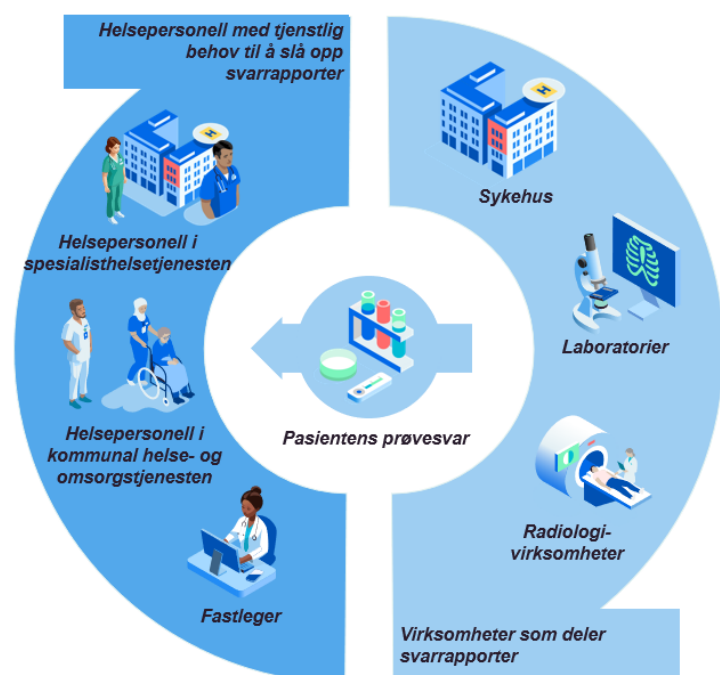 Helsepersonell med tjenstlig
behov til å slå opp
svarrapporter
H
Helsepersonell i
spesialisthelsetjenesten
Helsepersonell i
kommunal helse- og
omsorgstjenesten
Fastleger
Pasientens prøvesvar
H
Sykehus
Laboratorier
Radiologi-
virksomheter
Virksomheter som deler
svarrapporter